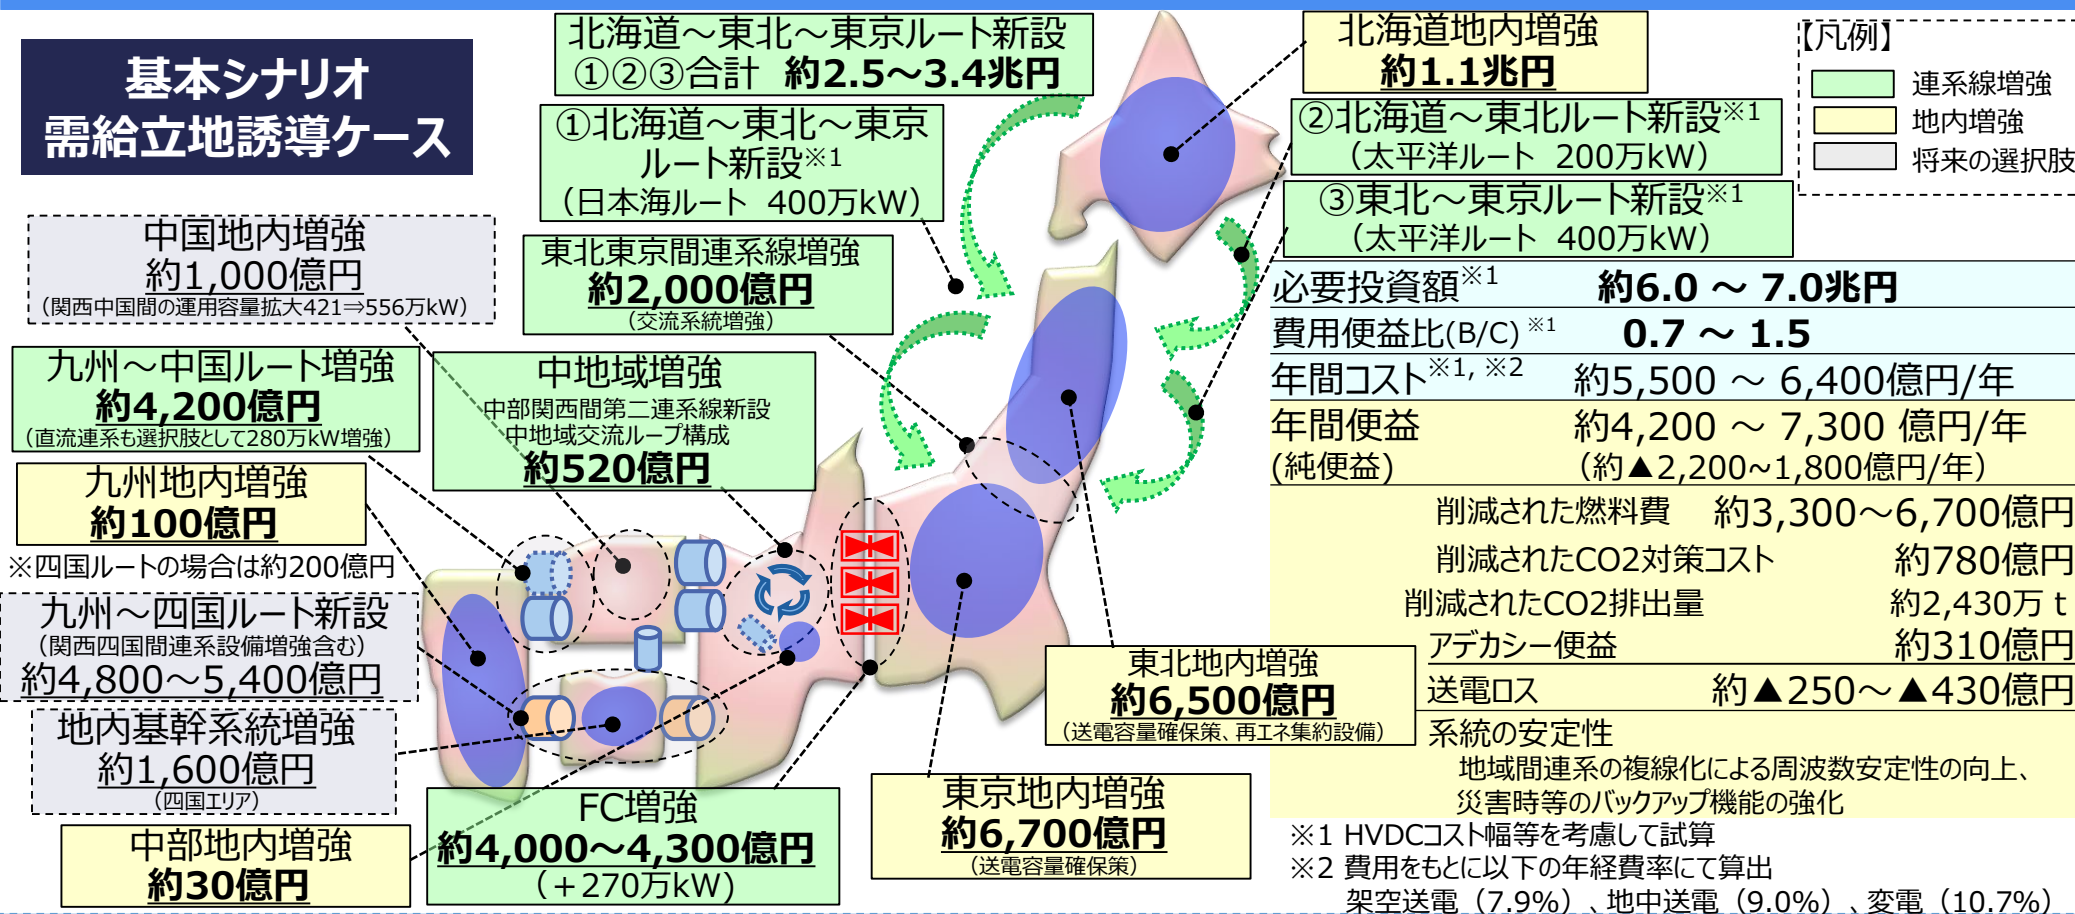 基本シナリオ
需給立地誘導ケース
北海道～東北～東京ルート新設
①②③合計 約2.5～3.4兆円
①北海道～東北～東京
ルート新設※1
（日本海ルート 400万kW）
東北東京間連系線増強
約2,000億円
（交流系統増強）
北海道地内増強
約1.1兆円
②北海道～東北ルート新設※1
（太平洋ルート 200万kW）
③東北～東京ルート新設※1
（太平洋ルート 400万kW）
【凡例】
連系線増強
地内増強
将来の選択肢
中国地内増強
約1,000億円
（関西中国間の運用容量拡大421⇒556万kW）
九州～中国ルート増強
約4,200億円
（直流連系も選択肢として280万kW増強）
中地域増強
中部関西間第二連系線新設
中地域交流ループ構成
約520億円
九州地内増強
約100億円
※四国ルートの場合は約200億円
九州～四国ルート新設
（関西四国間連系設備増強含む）
約4,800～5,400億円
地内基幹系統増強
約1,600億円
（四国エリア）
中部地内増強
約30億円
FC増強
約4,000～4,300億円
（＋270万kW）
東京地内増強
約6,700億円
（送電容量確保策）
東北地内増強
約6,500億円
（送電容量確保策、再エネ集約設備）
必要投資額※1 約6.0 ～ 7.0兆円
費用便益比(B/C) ※1 0.7 ～ 1.5
年間コスト※1, ※2 約5,500 ～ 6,400億円/年
年間便益 約4,200 ～ 7,300 億円/年
(純便益) （約▲2,200~1,800億円/年）
削減された燃料費 約3,300～6,700億円
削減されたCO2対策コスト 約780億円
削減されたCO2排出量 約2,430万ｔ
アデカシー便益 約310億円
送電ロス 約▲250～▲430億円
系統の安定性
地域間連系の複線化による周波数安定性の向上、
災害時等のバックアップ機能の強化
※1 HVDCコスト幅等を考慮して試算
※2 費用をもとに以下の年経費率にて算出
架空送電（7.9%）、地中送電（9.0%）、変電（10.7%）